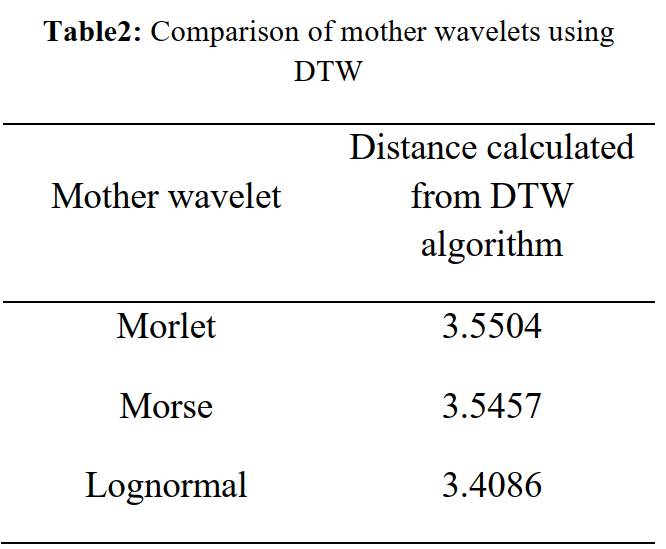 Table2: Comparison of mother wavelets using
DTW
Mother wavelet
Distance calculated
from DTW
algorithm
Morlet 3.5504
Morse 3.5457
Lognormal 3.4086